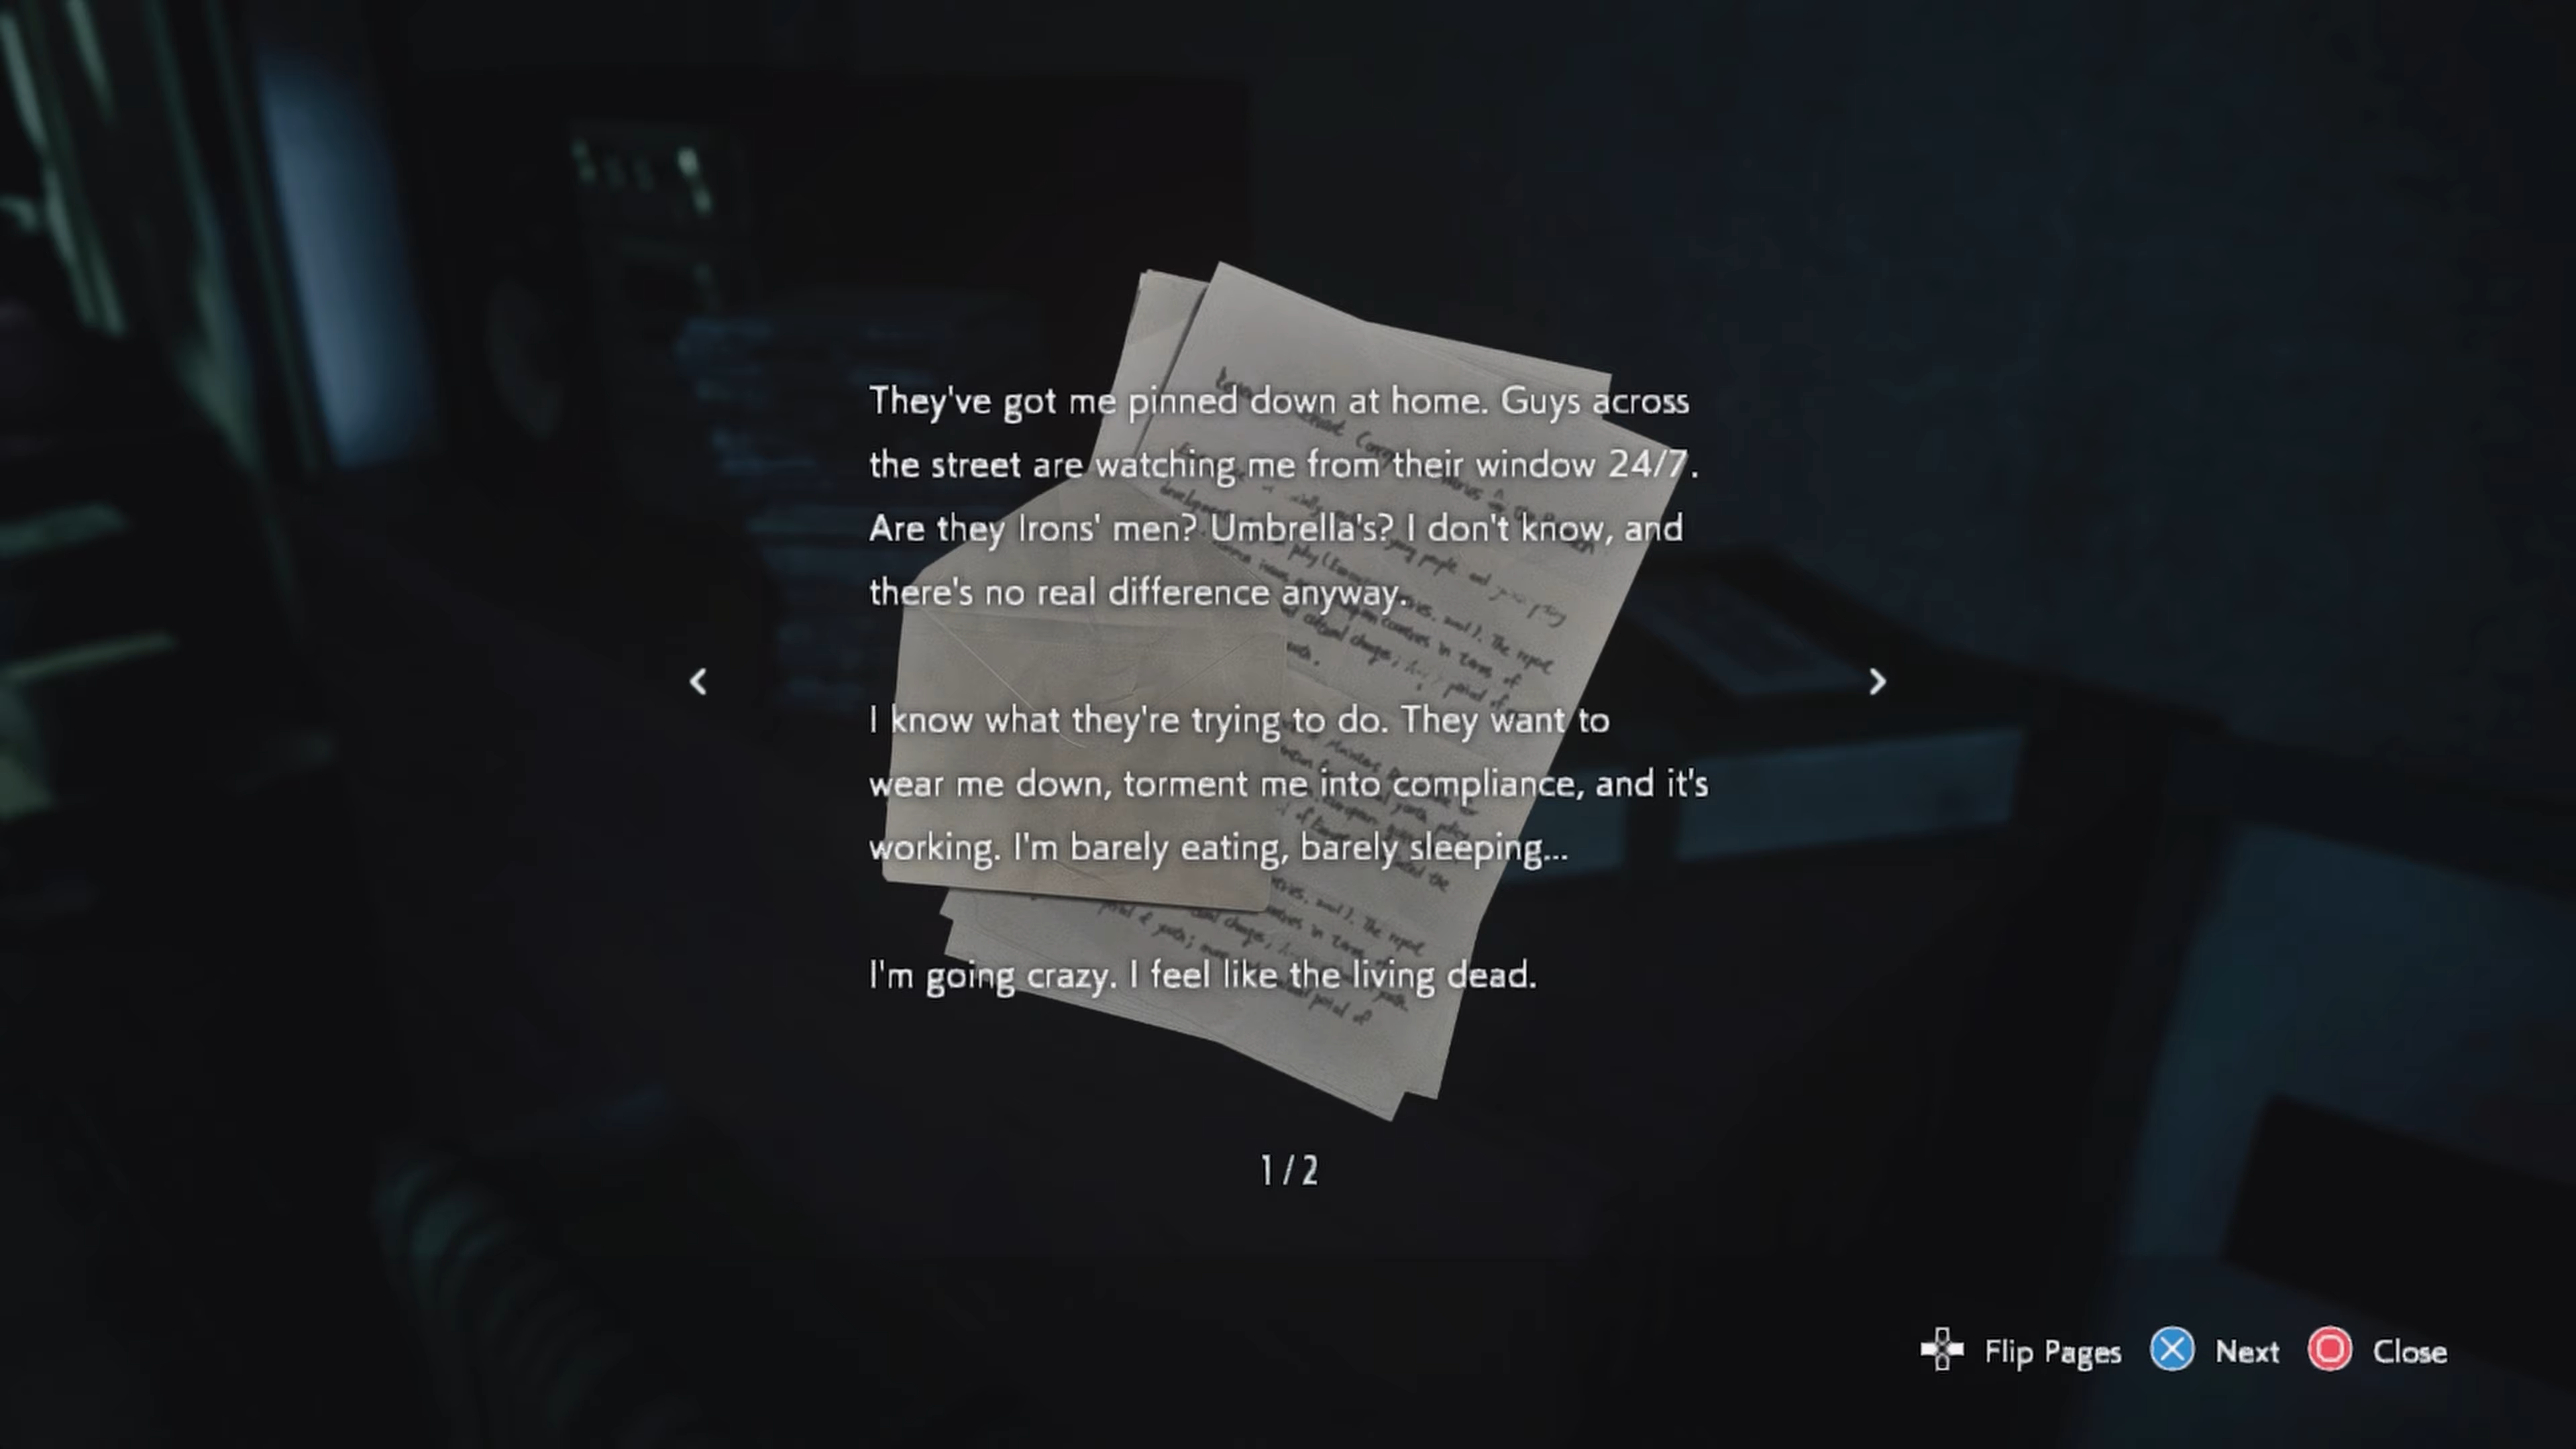 They've got me pinned down at home. Guys across
the street are watching me from their window 24/7.
Are they Irons' men? Umbrella's? I don't know, and
there's no real difference anyway.
I know what they're trying to do. They want to
wear me down, torment me into compliance, and it's
working. I'm barely eating, barely sleeping...
I'm going crazy. I feel like the living dead.
1 / 2
Flip Pages Next Close